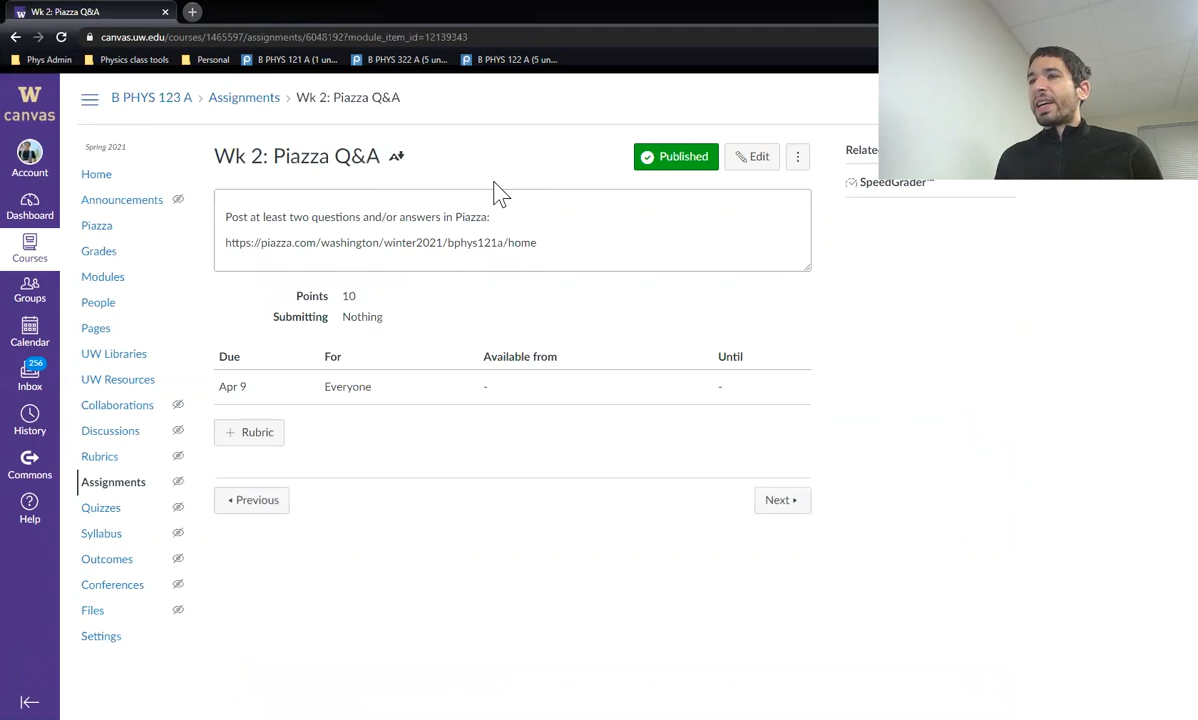 Wk 2: Piazza Q&A
canvas.uw.edu/courses/1465597/assignments/6048192?module_item_id=12139343
Phys Admin
Physics class tools
Personal
B PHYS 121 A (1 un...
B PHYS 322 A (5 un...
B PHYS 122 A (5 un...
W
canvas
Account
Dashboard
Courses
Groups
Calendar
256
Inbox
History
Commons
Help
B PHYS 123 A › Assignments › Wk 2: Piazza Q&A
Spring 2021
Home
Announcements
Piazza
Grades
Modules
People
Pages
UW Libraries
UW Resources
Collaborations
Discussions
Rubrics
Assignments
Quizzes
Syllabus
Outcomes
Conferences
Files
Settings
Wk 2: Piazza Q&A
Published
Edit
Post at least two questions and/or answers in Piazza:
https://piazza.com/washington/winter2021/bphys121a/home
Points 10
Submitting Nothing
Due For Available from Until
Apr 9 Everyone - -
+ Rubric
Previous
Next
SpeedGrader™